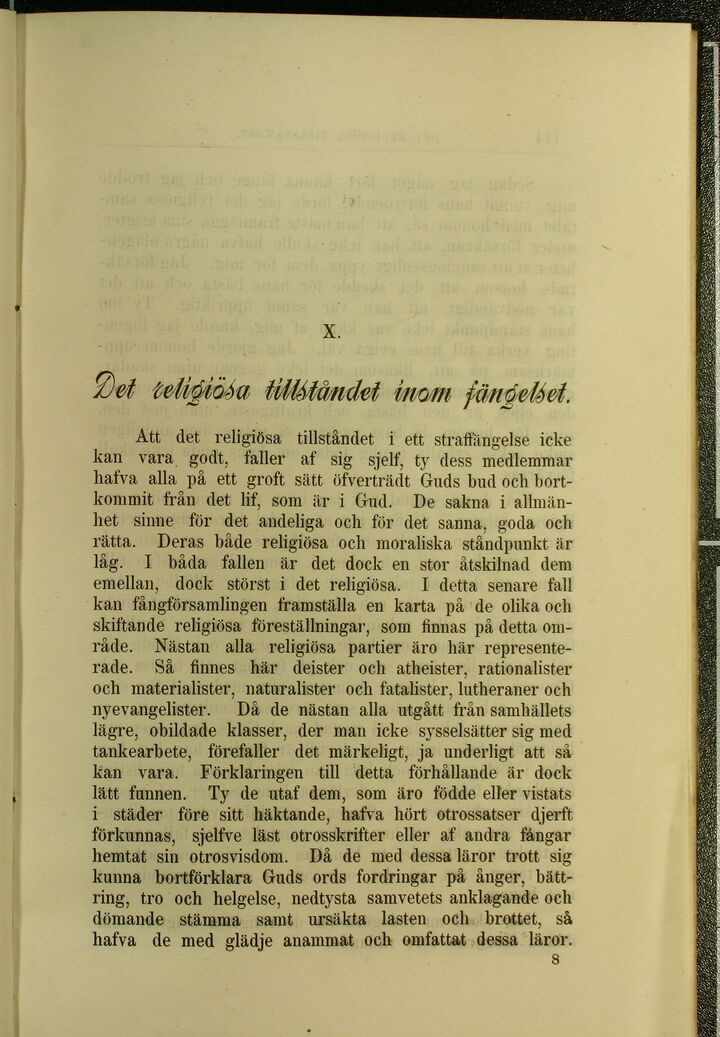 X.
Det religiösa tillståndet inom fängelset.
Att det religiösa tillståndet i ett straffängelse icke
kan vara godt, faller af sig sjelf, ty dess medlemmar
hafva alla på ett groft sätt öfverträdt Guds bud och bort-
kommit från det lif, som är i Gud. De sakna i allmän-
het sinne för det andeliga och för det sanna, goda och
rätta. Deras både religiösa och moraliska ståndpunkt är
låg. I båda fallen är det dock en stor åtskilnad dem
emellan, dock störst i det religiösa. I detta senare fall
kan fångförsamlingen framställa en karta på de olika och
skiftande religiösa föreställningar, som finnas på detta om-
råde. Nästan alla religiösa partier äro här represente-
rade. Så finnes här deister och atheister, rationalister
och materialister, naturalister och fatalister, lutheraner och
nyevangelister. Då de nästan alla utgått från samhällets
lägre, obildade klasser, der man icke sysselsätter sig med
tankearbete, förefaller det märkeligt, ja underligt att så
kan vara. Förklaringen till detta förhållande är dock
lätt funnen. Ty de utaf dem, som äro födde eller vistats
i städer före sitt häktande, hafva hört otrossatser djerft
förkunnas, sjelfve läst otrosskrifter eller af andra fångar
hemtat sin otrosvisdom. Då de med dessa läror trott sig
kunna bortförklara Guds ords fordringar på ånger, bätt-
ring, tro och helgelse, nedtysta samvetets anklagande och
dömande stämma samt ursäkta lasten och brottet, så
hafva de med glädje anammat och omfattat dessa läror.
8